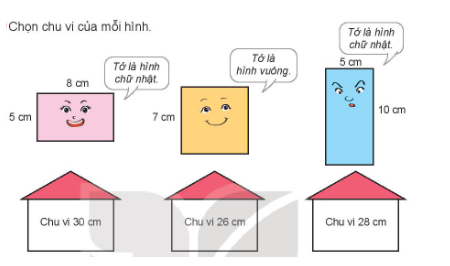 Chọn chu vi của mỗi hình.
Tớ là hình
chữ nhật.
8 cm
5 cm
Tớ là
hình vuông.
7 cm
Tớ là hình
chữ nhật.
5 cm
10 cm
Chu vi 30 cm
Chu vi 26 cm
Chu vi 28 cm